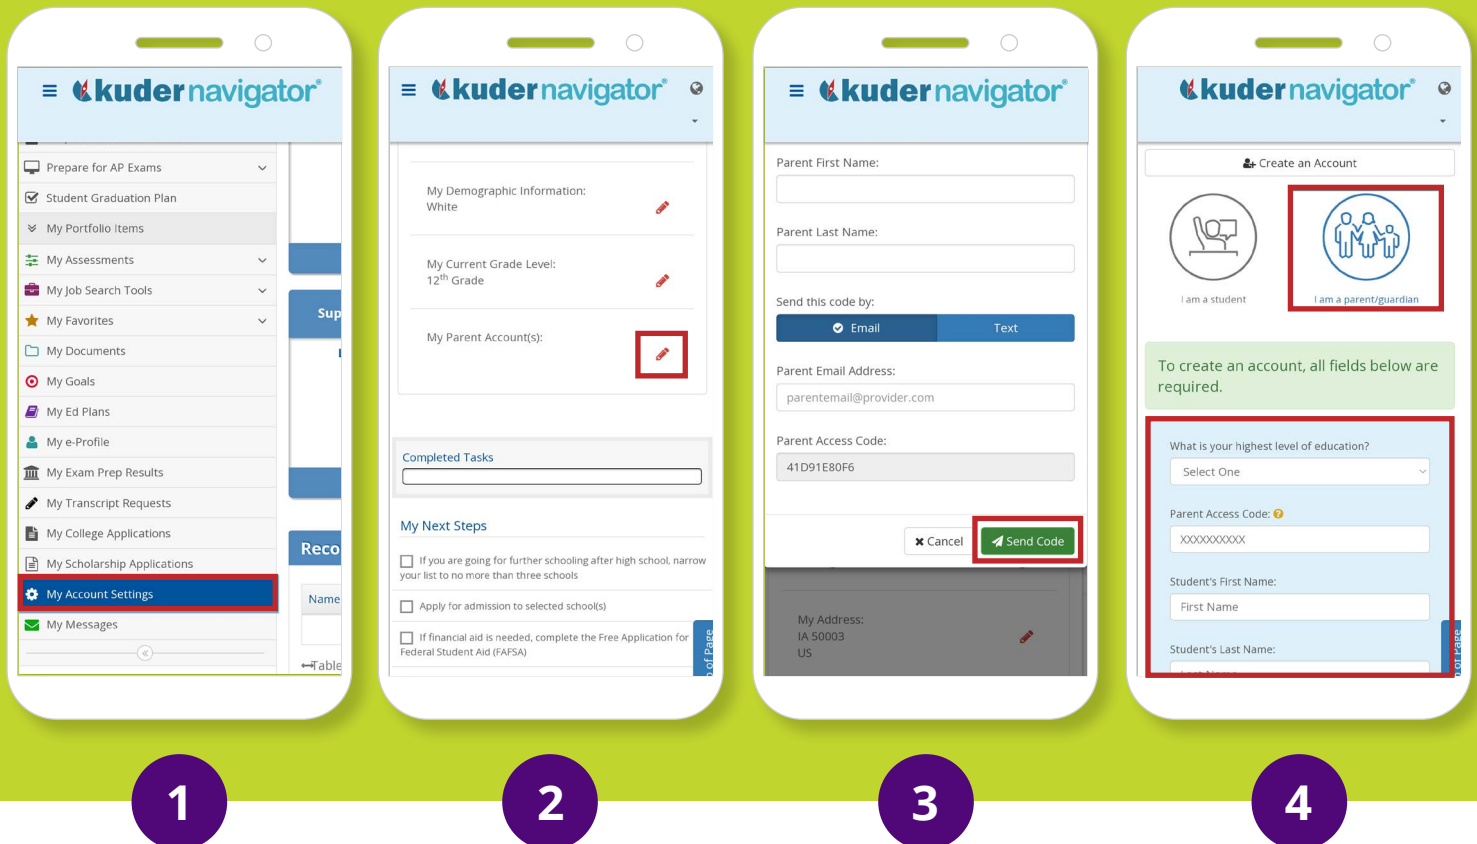 kudernavigator®
Prepare for AP Exams
Student Graduation Plan
My Portfolio Items
My Assessments
My Job Search Tools
My Favorites
My Documents
My Goals
My Ed Plans
My e-Profile
My Exam Prep Results
My Transcript Requests
My College Applications
My Scholarship Applications
My Account Settings
My Messages
Sup
Reco
Name
Table
1
kudernavigator®
My Demographic Information:
White
My Current Grade Level:
12th Grade
My Parent Account(s):
Completed Tasks
My Next Steps
If you are going for further schooling after high school, narrow
your list to no more than three schools
Apply for admission to selected school(s)
If financial aid is needed, complete the Free Application for
Federal Student Aid (FAFSA)
of Page
2
kudernavigator®
Parent First Name:
Parent Last Name:
Send this code by:
Email Text
Parent Email Address:
parentemail@provider.com
Parent Access Code:
41D91E80F6
Cancel Send Code
My Address:
IA 50003
US
3
kudernavigator®
Create an Account
I am a student I am a parent/guardian
To create an account, all fields below are
required.
What is your highest level of education?
Select One
Parent Access Code:
XXXXXXXXXX
Student's First Name:
First Name
Student's Last Name:
Last Name
of Page
4